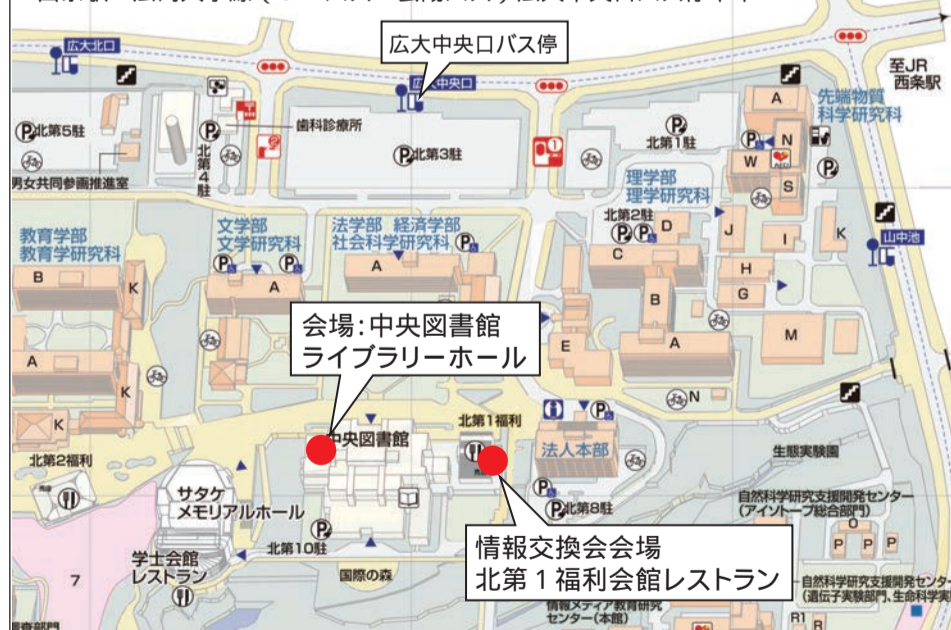 広大中央口バス停
広大北口
広大中央口
至JR
西条駅
先端物質
科学研究科
A
N
W
S
P北第5駐
歯科診療所
P
北第4駐
P北第3駐
P
北第1駐
男女共同参画推進室
理学部
理学研究科
北第2駐
D
J
I
K
山中池
教育学部
教育学研究科
文学部
文学研究科
法学部 経済学部
社会科学研究科
B
K
A
A
C
H
G
B
A
M
E
会場:中央図書館
ライブラリーホール
A
K
K
K
N
中央図書館
北第1福利
法人本部
北第2福利
生態実験園
サタケ
メモリアルホール
P北第8駐
自然科学研究支援開発センター
(アイソトープ総合部門)
O
P
P
P
P
北第10駐
学士会館
レストラン
国際の森
7
情報交換会会場
北第1福利会館レストラン
自然科学研究支援開発センター
(遺伝子実験部門、生命科学実
情報メディア教育研究
センター(本館)
R1
R